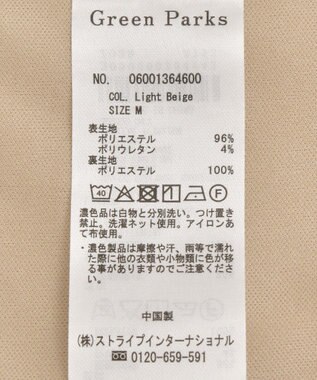 Green Parks
NO. 06001364600
COL. Light Beige
SIZE M
表生地
ポリエステル 96%
ポリウレタン 4%
裏生地
ポリエステル 100%
40 F
濃色品は白物と分別洗い。つけ置き
禁止。洗濯ネット使用。アイロンあ
て布使用。
・濃色製品は摩擦や汗、雨等で濡れ
た際に他の衣類や小物類に色が移
る事がありますのでご注意くださ
い。
中国製
(株)ストライプインターナショナル
0120-659-591